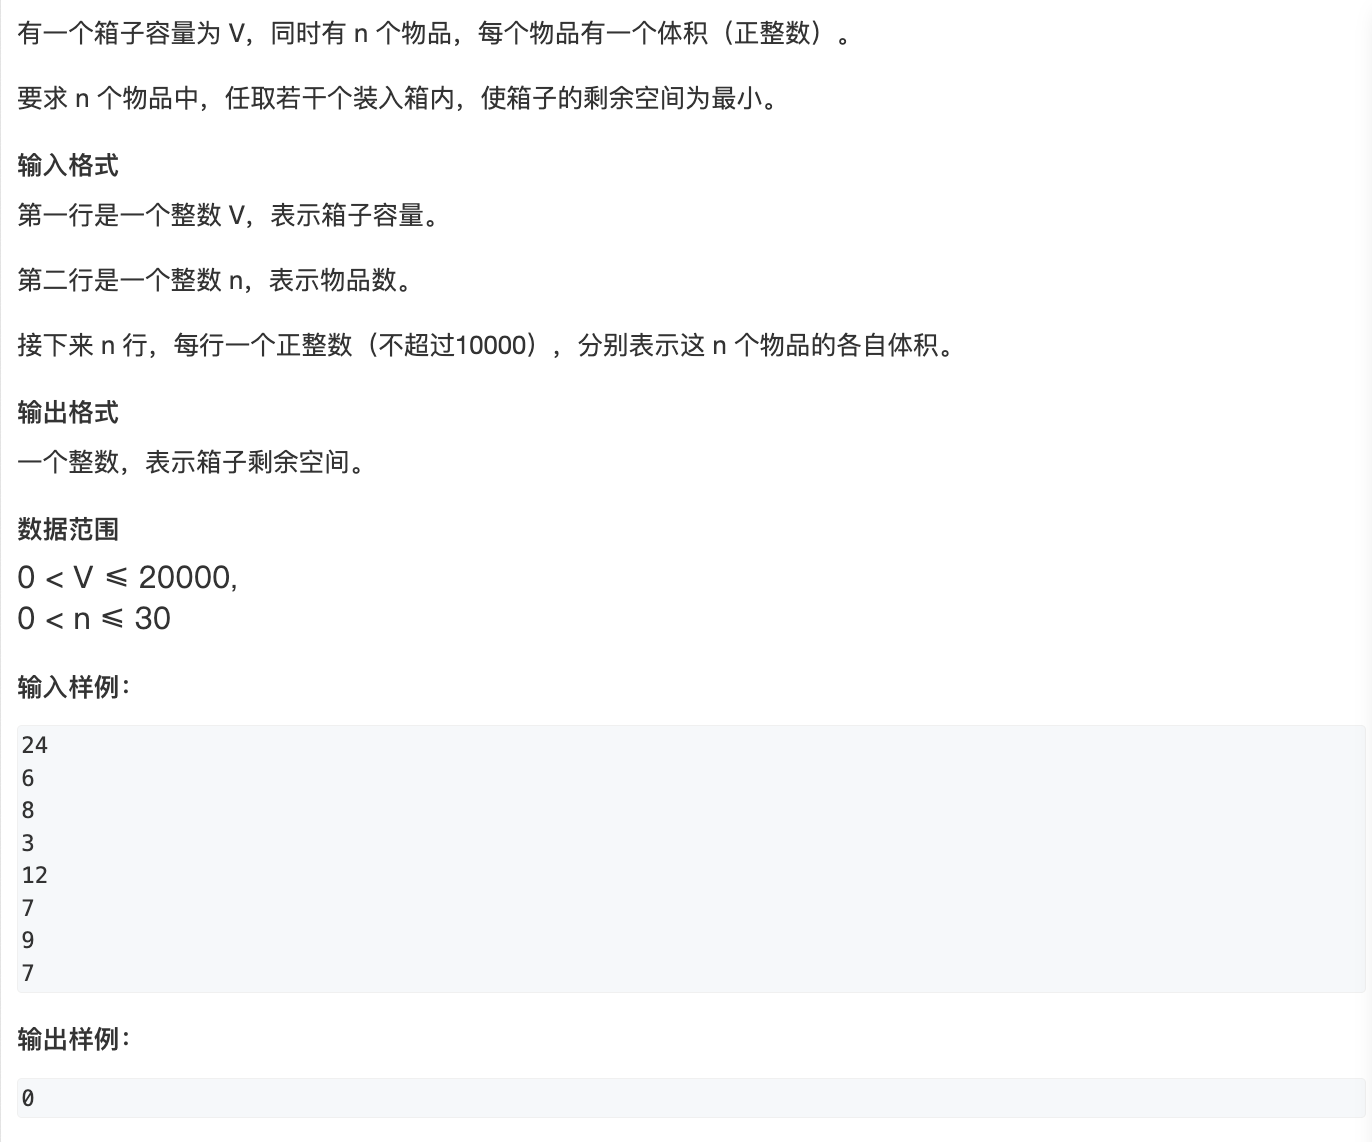 有一个箱子容量为 V，同时有 n 个物品，每个物品有一个体积（正整数）。
要求 n 个物品中，任取若干个装入箱内，使箱子的剩余空间为最小。
输入格式
第一行是一个整数 V，表示箱子容量。
第二行是一个整数 n，表示物品数。
接下来 n 行，每行一个正整数（不超过10000），分别表示这 n 个物品的各自体积。
输出格式
一个整数，表示箱子剩余空间。
数据范围
0 < V ⩽ 20000,
0 < n ⩽ 30
输入样例：
24
6
8
3
12
7
9
7
输出样例：
0